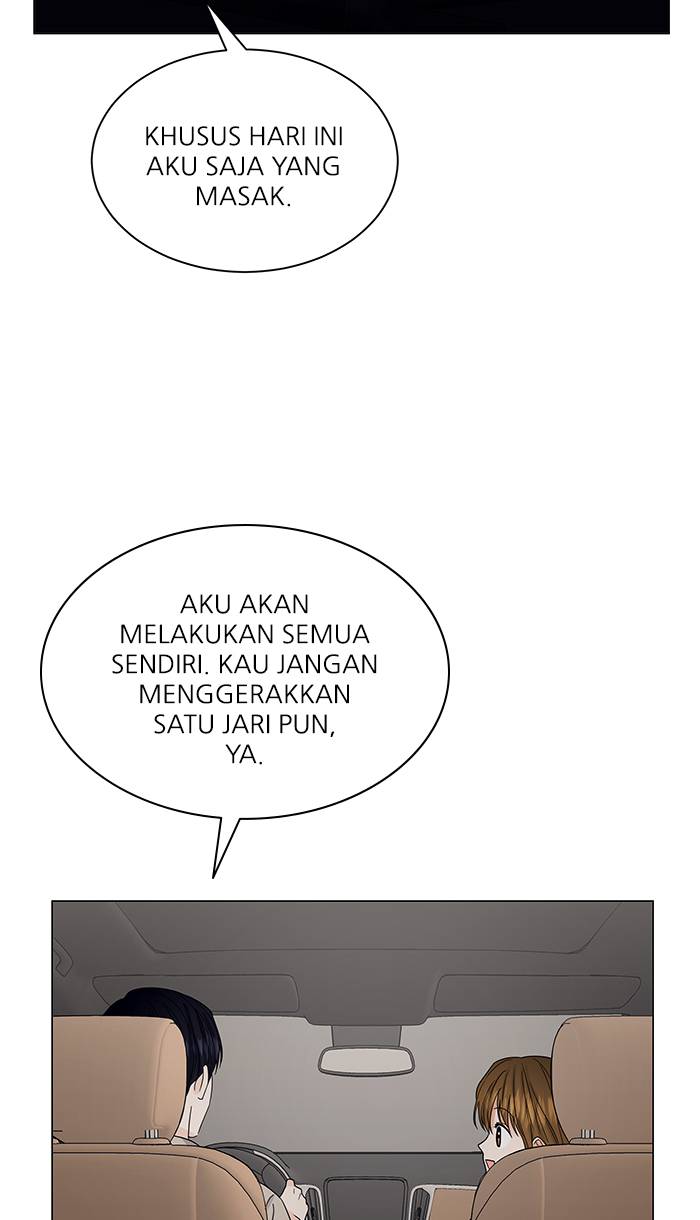 KHUSUS HARI INI
AKU SAJA YANG
MASAK.
AKU AKAN
MELAKUKAN SEMUA
SENDIRI. KAU JANGAN
MENGGERAKKAN
SATU JARI PUN,
YA.